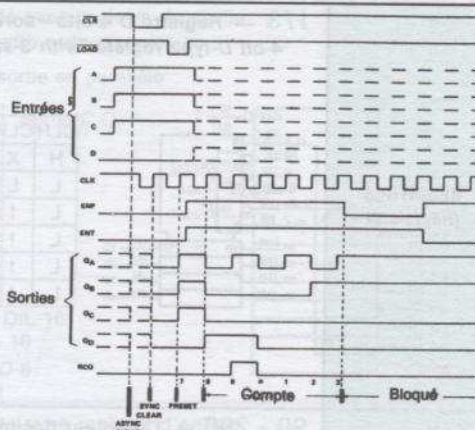 CLR
LOAD
A
B
Entrées
C
D
CLK
ENP
ENT
QA
QB
Sorties
QC
QD
RCO
7 8 9 0 1 2 3
Compte
Bloqué
SYNC
CLEAR
PRESET
ASYNC